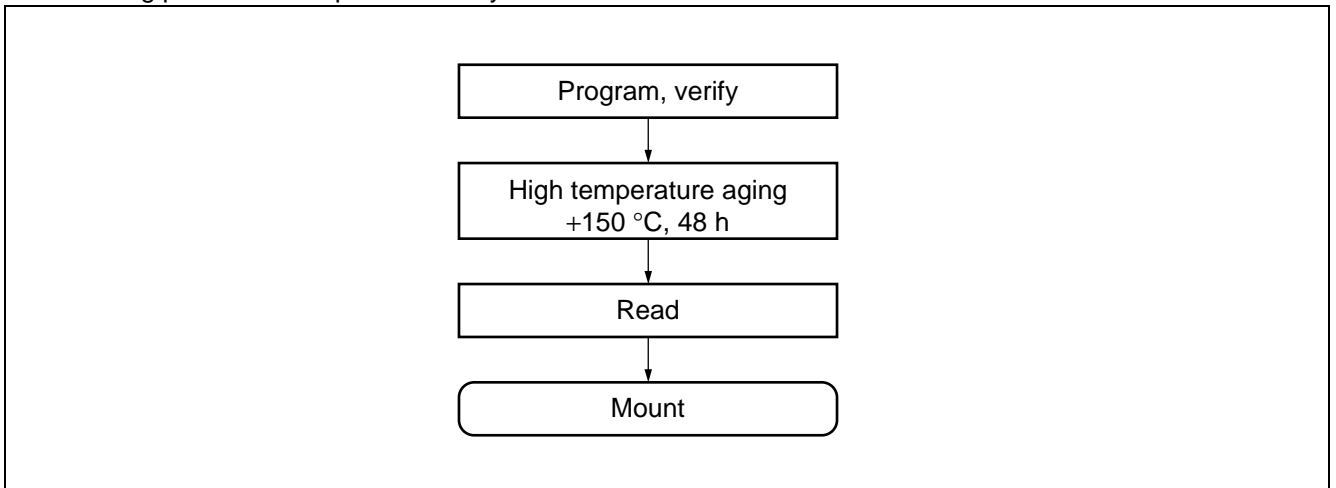 Program, verify
High temperature aging
+150 °C, 48 h
Read
Mount